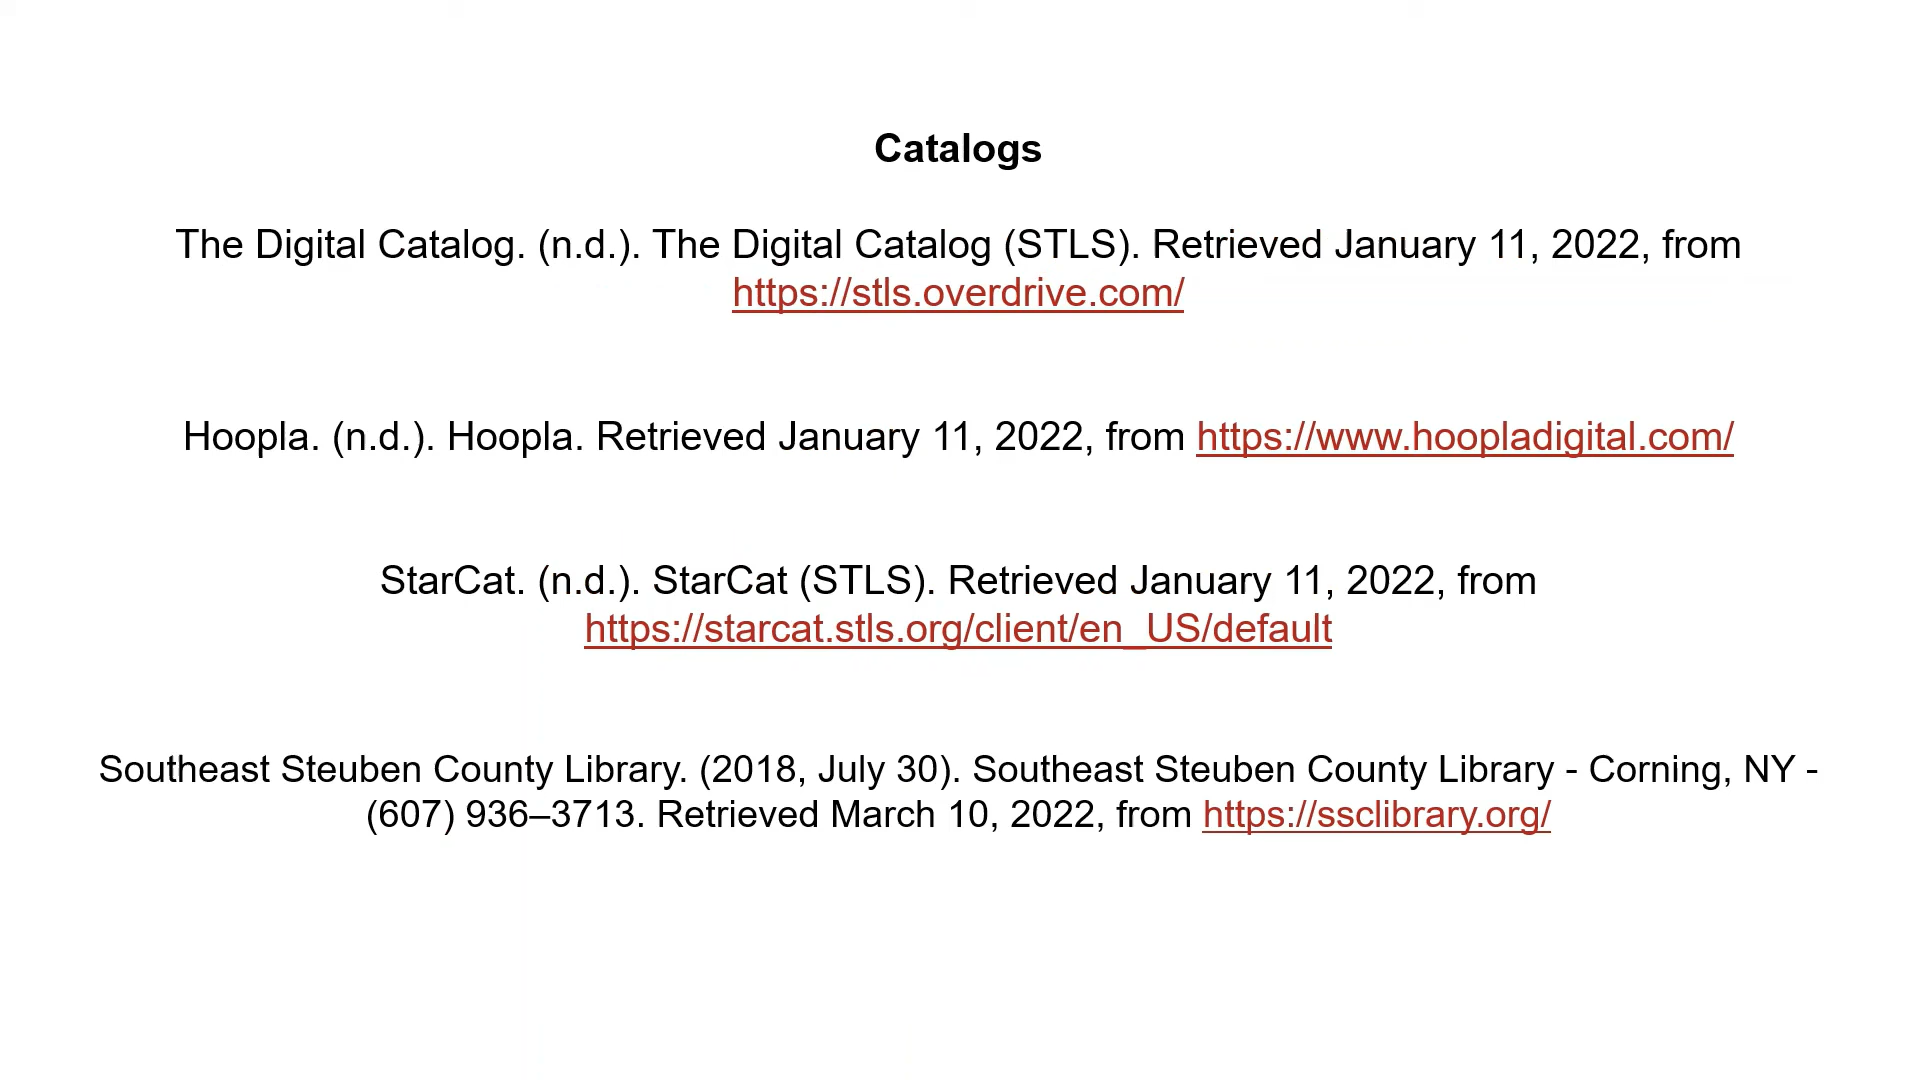 Catalogs
The Digital Catalog. (n.d.). The Digital Catalog (STLS). Retrieved January 11, 2022, from
https://stls.overdrive.com/
Hoopla. (n.d.). Hoopla. Retrieved January 11, 2022, from https://www.hoopladigital.com/
StarCat. (n.d.). StarCat (STLS). Retrieved January 11, 2022, from
https://starcat.stls.org/client/en_US/default
Southeast Steuben County Library. (2018, July 30). Southeast Steuben County Library - Corning, NY -
(607) 936–3713. Retrieved March 10, 2022, from https://ssclibrary.org/